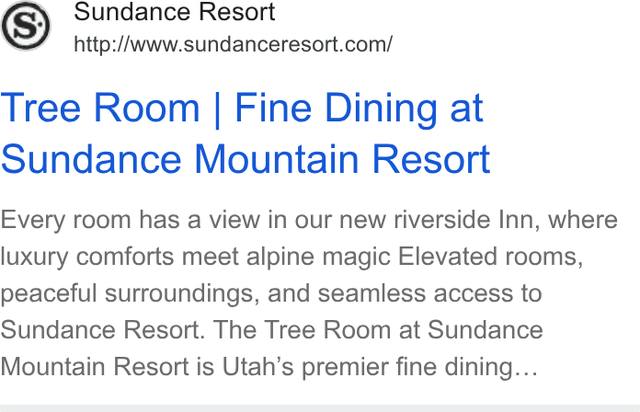 S.
Sundance Resort
http://www.sundanceresort.com/
Tree Room | Fine Dining at
Sundance Mountain Resort
Every room has a view in our new riverside Inn, where
luxury comforts meet alpine magic Elevated rooms,
peaceful surroundings, and seamless access to
Sundance Resort. The Tree Room at Sundance
Mountain Resort is Utah’s premier fine dining…